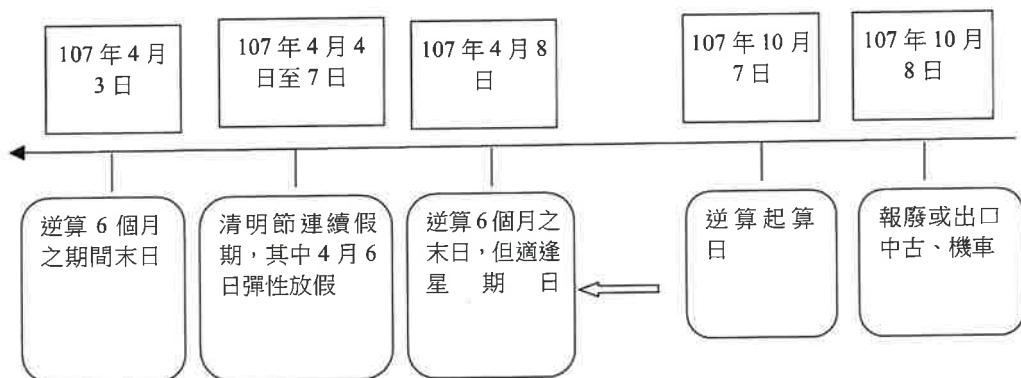 107 年 4 月
3 日
107 年 4 月 4
日至 7 日
107 年 4 月 8
日
107 年 10 月
7 日
107 年 10 月
8 日
逆算 6 個月
之期間末日
清明節連續假
期，其中 4 月 6
日彈性放假
逆算 6 個月之
末日，但適逢
星期日
逆算起算
日
報廢或出口
中古、機車